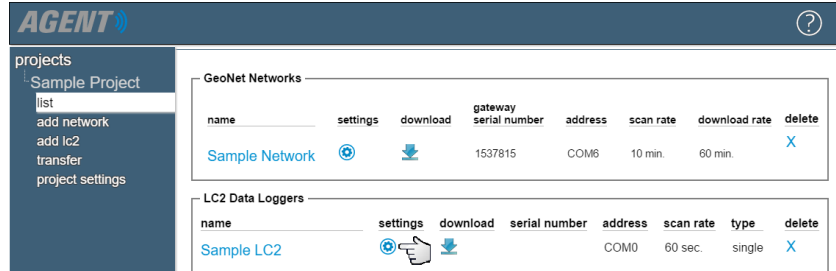 AGENT
?
projects
Sample Project
list
add network
add lc2
transfer
project settings
GeoNet Networks
name settings download gateway serial number address scan rate download rate delete
Sample Network 1537815 COM6 10 min. 60 min. X
LC2 Data Loggers
name settings download serial number address scan rate type delete
Sample LC2 COM0 60 sec. single X